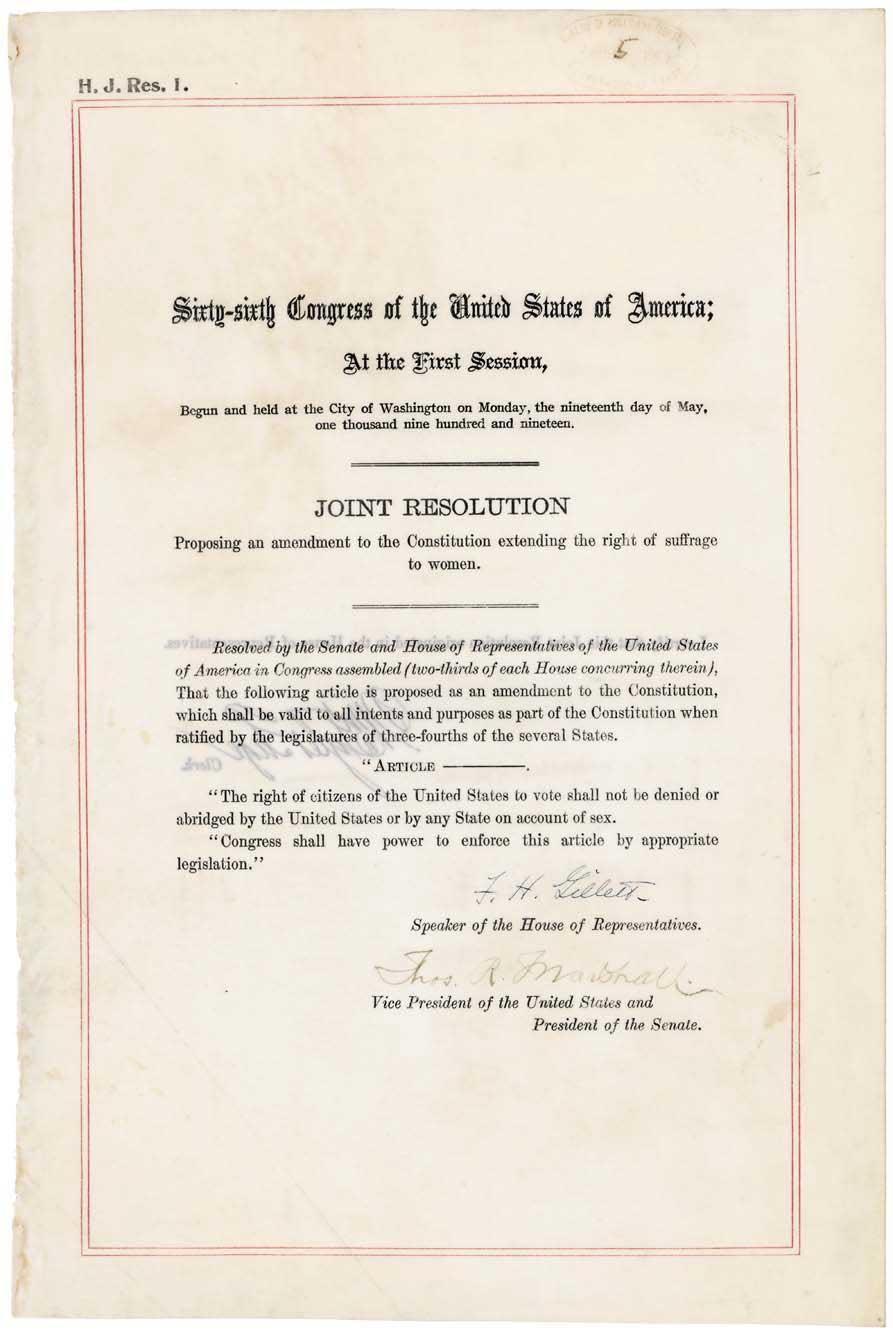 5
H. J. Res. 1.
Sixty-sixth Congress of the United States of America;
At the First Session,
Begun and held at the City of Washington on Monday, the nineteenth day of May,
one thousand nine hundred and nineteen.
JOINT RESOLUTION
Proposing an amendment to the Constitution extending the right of suffrage
to women.
Resolved by the Senate and House of Representatives of the United States
of America in Congress assembled (two-thirds of each House concurring therein),
That the following article is proposed as an amendment to the Constitution,
which shall be valid to all intents and purposes as part of the Constitution when
ratified by the legislatures of three-fourths of the several States.
"ARTICLE ————.
"The right of citizens of the United States to vote shall not be denied or
abridged by the United States or by any State on account of sex.
"Congress shall have power to enforce this article by appropriate
legislation."
F. H. Gillett
Speaker of the House of Representatives.
Thos. R. Marshall.
Vice President of the United States and
President of the Senate.